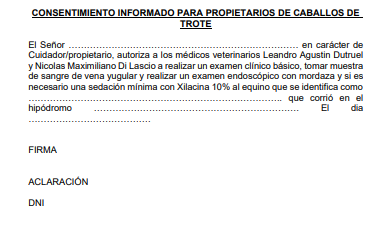 CONSENTIMIENTO INFORMADO PARA PROPIETARIOS DE CABALLOS DE
TROTE
El Señor …………………………………………………………… en carácter de
Cuidador/propietario, autoriza a los médicos veterinarios Leandro Agustin Dutruel
y Nicolas Maximiliano Di Lascio a realizar un examen clínico básico, tomar muestra
de sangre de vena yugular y realizar un examen endoscópico con mordaza y si es
necesario una sedación mínima con Xilacina 10% al equino que se identifica como
…………………………………………………………………….. que corrió en el
hipódromo ……………………………………………………… El dia
………………………………….
FIRMA
ACLARACIÓN
DNI